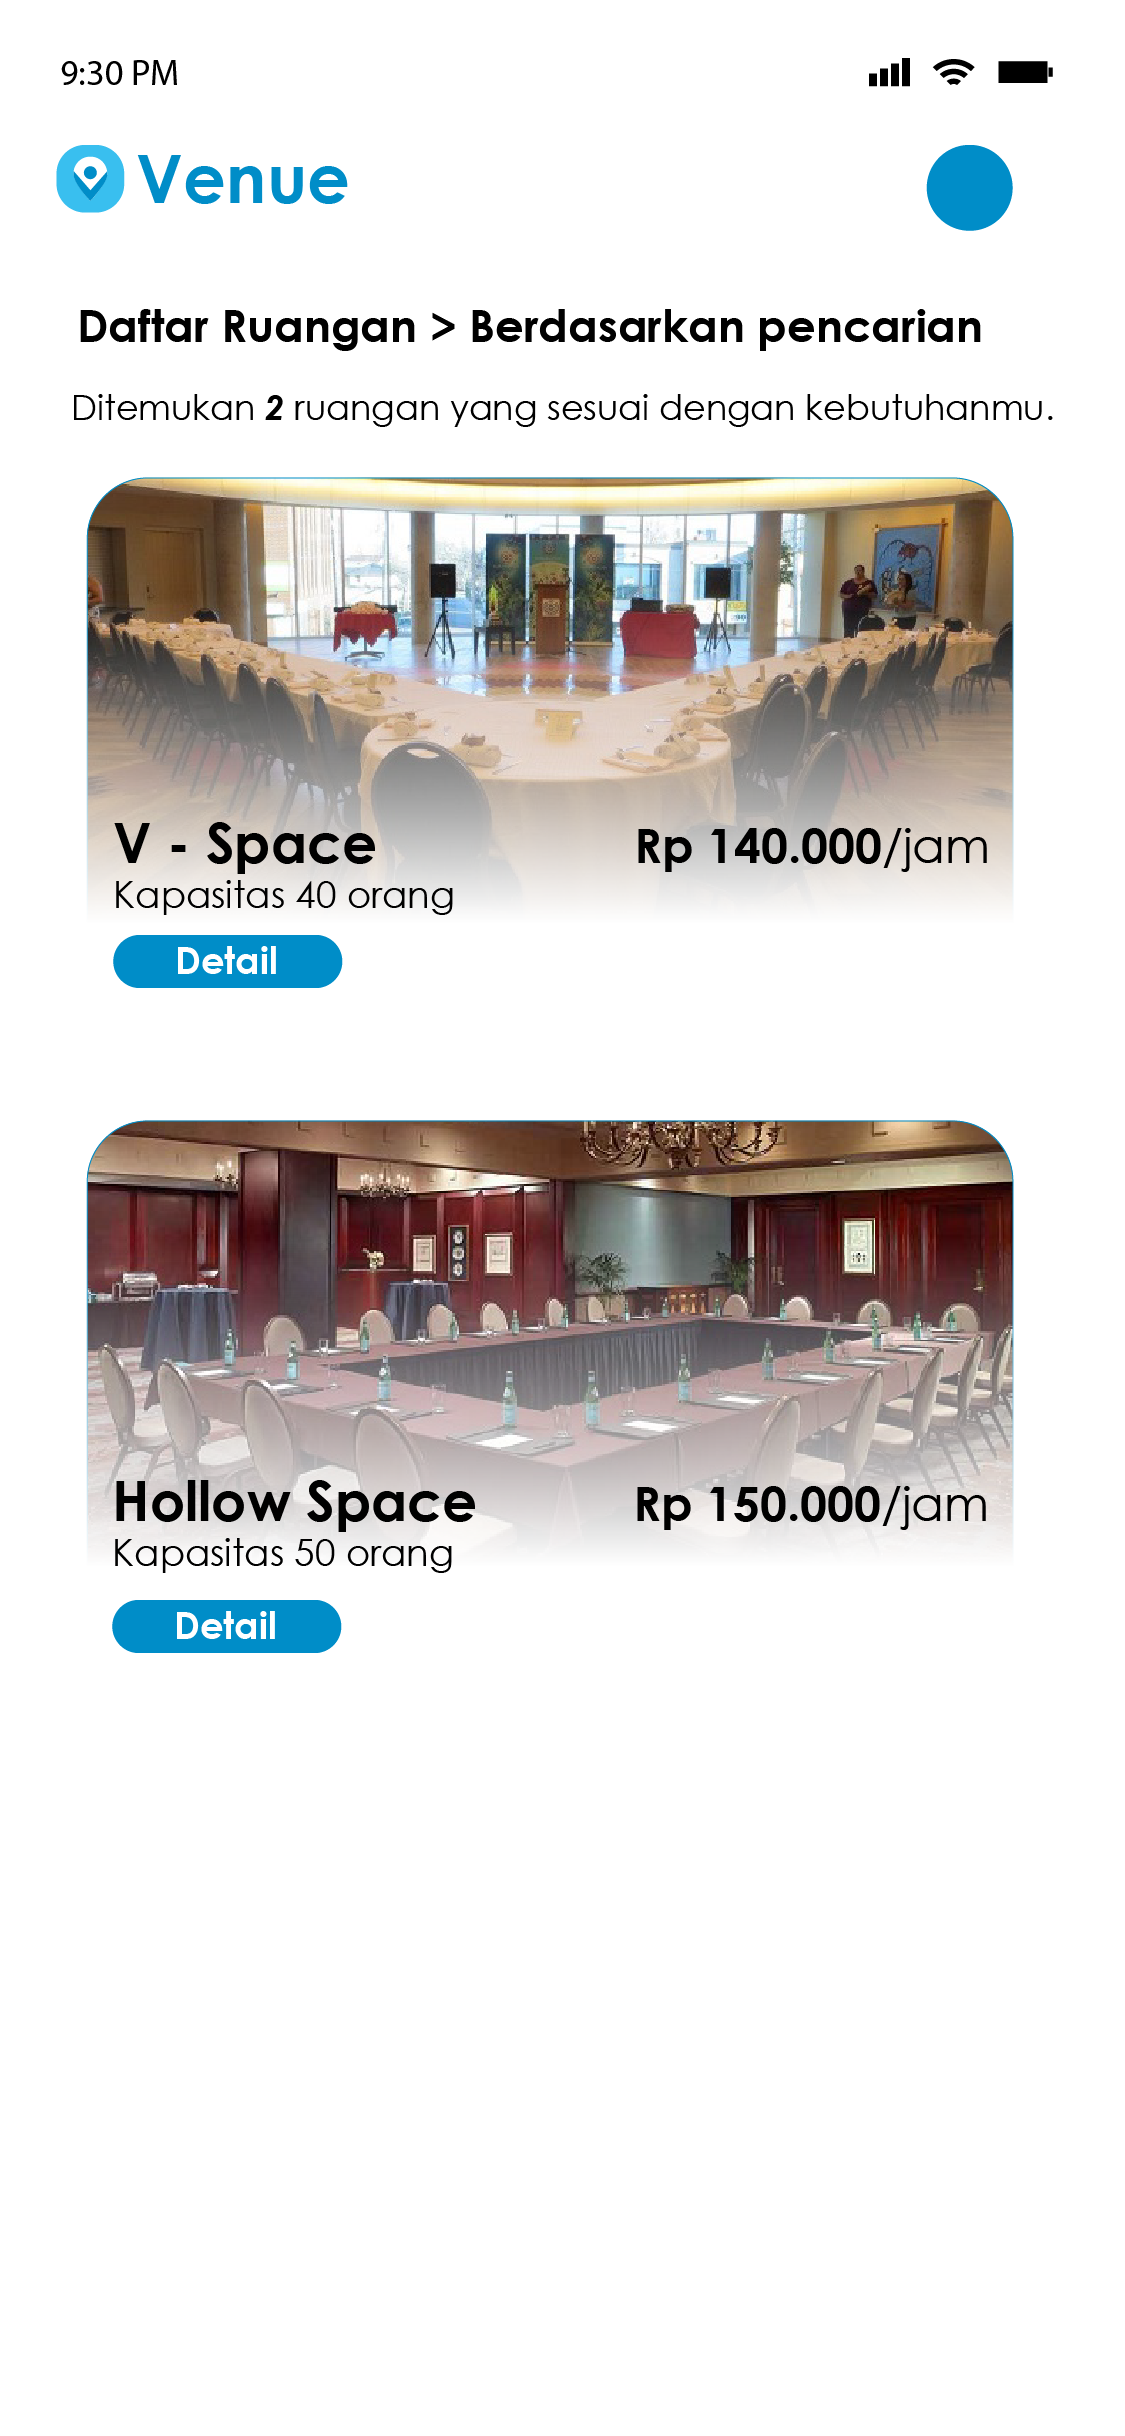 9:30 PM
Venue
Daftar Ruangan > Berdasarkan pencarian
Ditemukan 2 ruangan yang sesuai dengan kebutuhanmu.
V - Space
Rp 140.000/jam
Kapasitas 40 orang
Detail
Hollow Space
Rp 150.000/jam
Kapasitas 50 orang
Detail